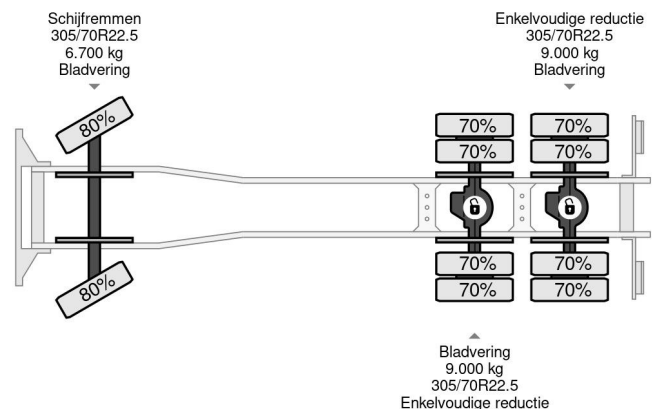 Schijfremmen
305/70R22.5
6.700 kg
Bladvering
Enkelvoudige reductie
305/70R22.5
9.000 kg
Bladvering
80%
70%
70%
70%
70%
80%
70%
70%
70%
70%
Bladvering
9.000 kg
305/70R22.5
Enkelvoudige reductie